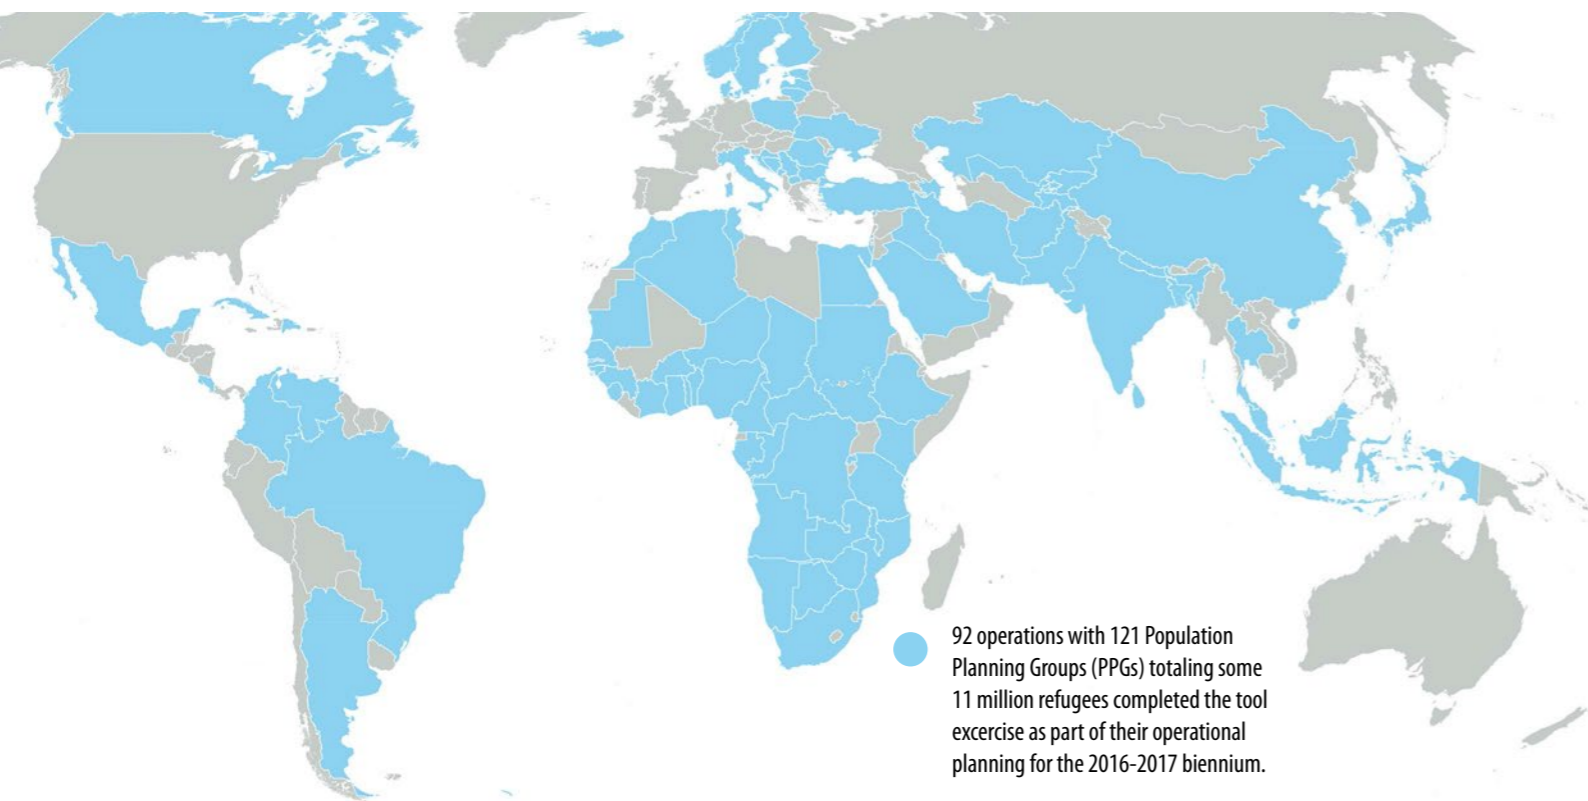 92 operations with 121 Population
Planning Groups (PPGs) totaling some
11 million refugees completed the tool
excercise as part of their operational
planning for the 2016-2017 biennium.